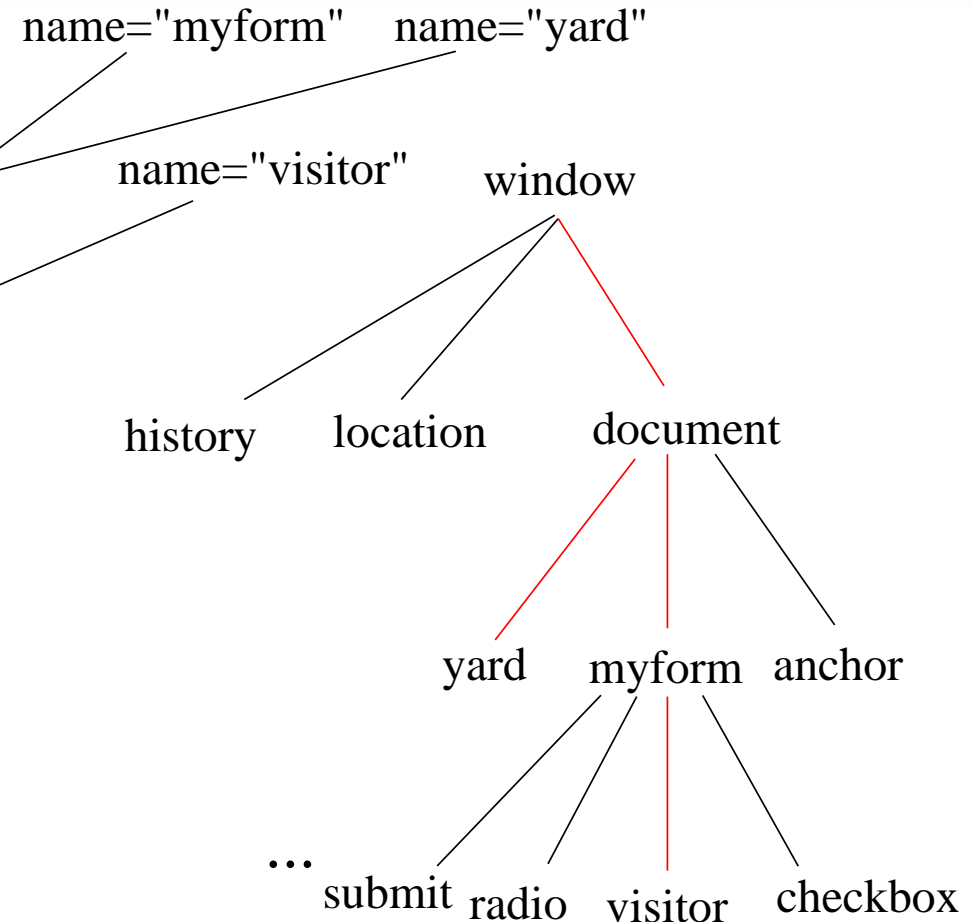 name="myform" name="yard"
name="visitor"
window
history location document
yard myform anchor
...
submit radio visitor checkbox